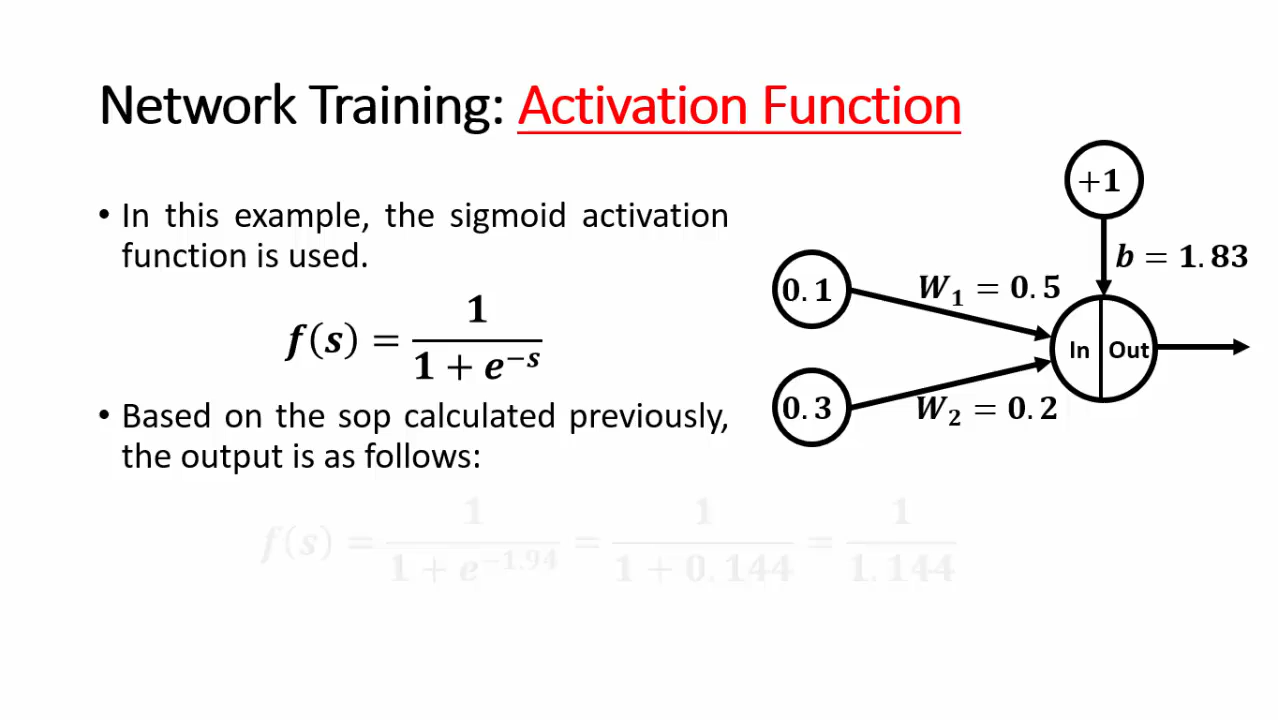 Network Training: Activation Function
• In this example, the sigmoid activation
function is used.
f(s) = 1 / (1 + e^{−s})
• Based on the sop calculated previously,
the output is as follows:
f(s) = 1 / (1 + e^{−1.94}) = 1 / (1 + 0.144) = 1 / 1.144
+1
b = 1.83
0.1
W₁ = 0.5
In Out
0.3
W₂ = 0.2